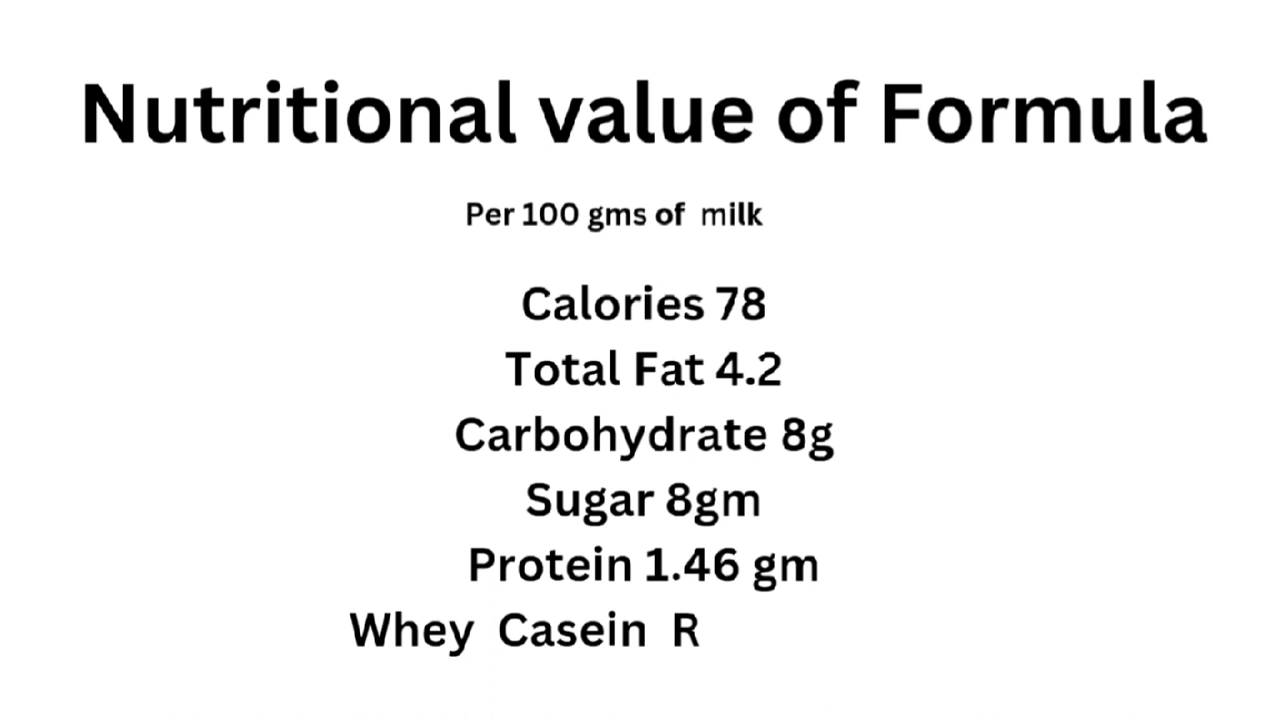 Nutritional value of Formula
Per 100 gms of milk
Calories 78
Total Fat 4.2
Carbohydrate 8g
Sugar 8gm
Protein 1.46 gm
Whey Casein R